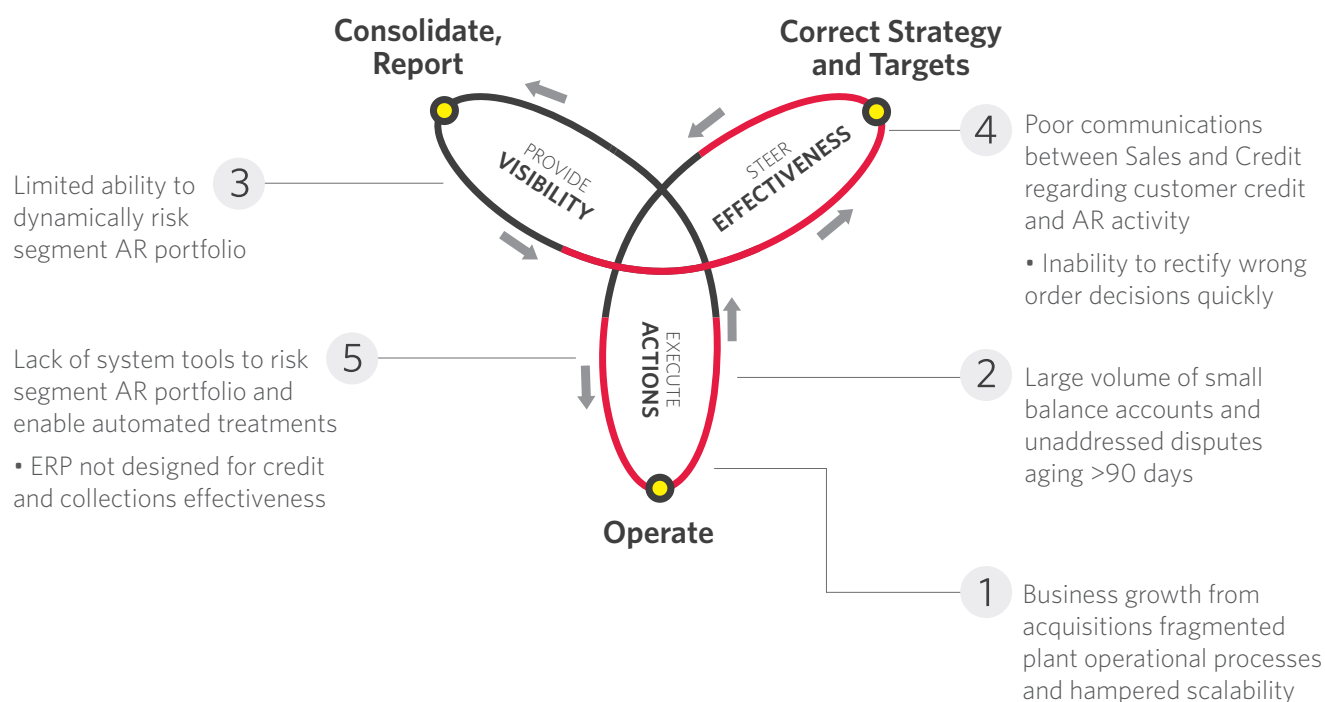 Consolidate,
Report
Correct Strategy
and Targets
PROVIDE
VISIBILITY
STEER
EFFECTIVENESS
EXECUTE
ACTIONS
Operate
3
Limited ability to
dynamically risk
segment AR portfolio
4
Poor communications
between Sales and Credit
regarding customer credit
and AR activity
• Inability to rectify wrong
order decisions quickly
5
Lack of system tools to risk
segment AR portfolio and
enable automated treatments
• ERP not designed for credit
and collections effectiveness
2
Large volume of small
balance accounts and
unaddressed disputes
aging >90 days
1
Business growth from
acquisitions fragmented
plant operational processes
and hampered scalability